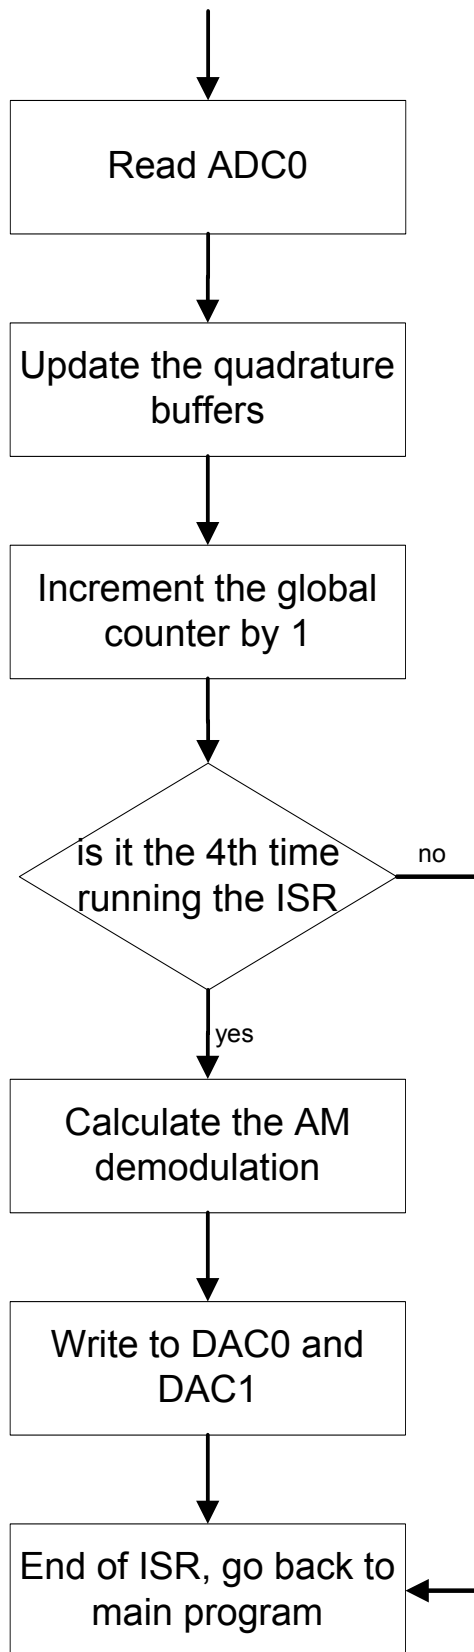 Read ADC0
Update the quadrature
buffers
Increment the global
counter by 1
is it the 4th time
running the ISR
no
yes
Calculate the AM
demodulation
Write to DAC0 and
DAC1
End of ISR, go back to
main program